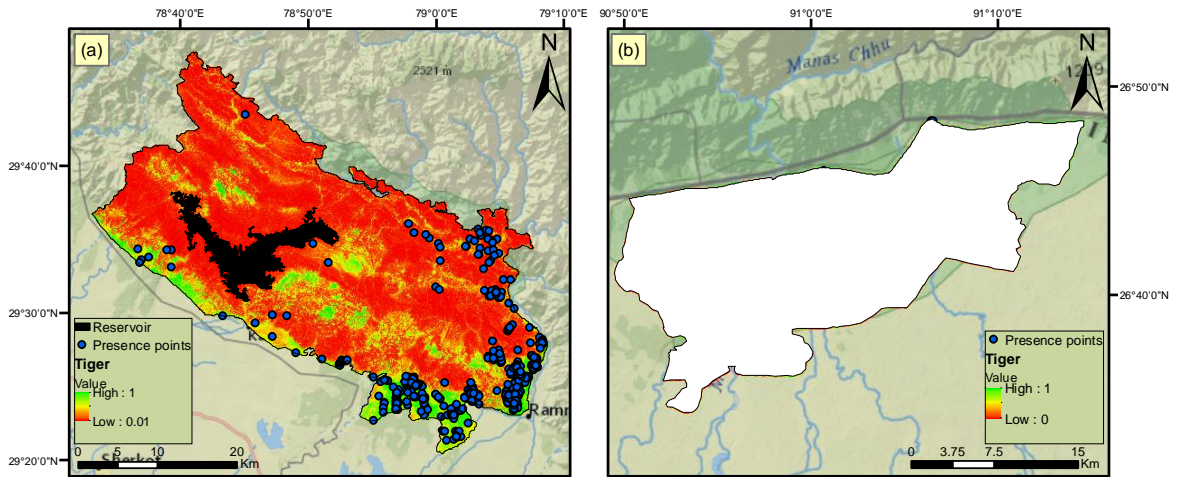 78°40'0"E 78°50'0"E 79°0'0"E 79°10'0"E
(a)
N
2521 m
29°40'0"N
29°30'0"N
29°20'0"N
Reservoir
Presence points
Tiger
Value
High : 1
Low : 0.01
Ramn
Sherkot
0 5 10 20
Km
90°50'0"E 91°0'0"E 91°10'0"E
(b)
Manas Chhu
N
26°50'0"N
26°40'0"N
Presence points
Tiger
Value
High : 1
Low : 0
0 3.75 7.5 15
Km